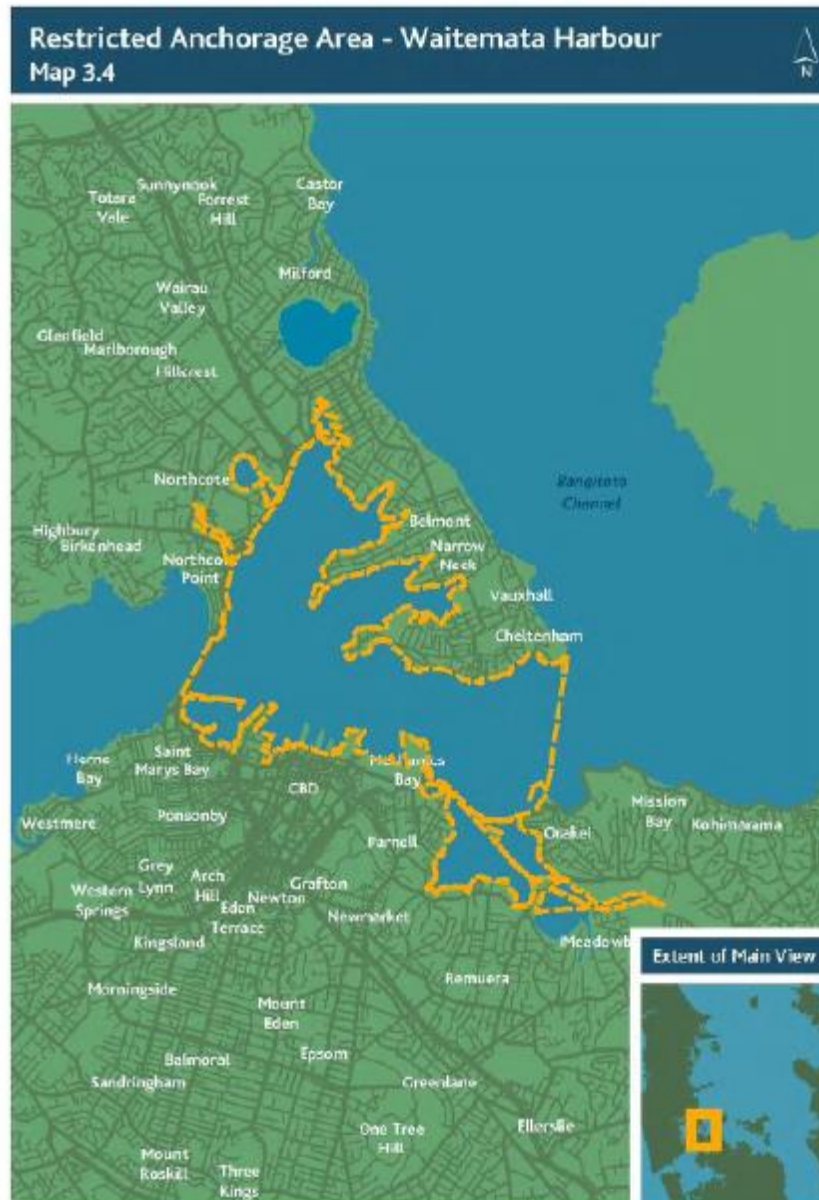 Restricted Anchorage Area - Waitemata Harbour
Map 3.4
N
Sunnynook
Totara
Vale
Forrest
Hill
Castor
Bay
Milford
Wairau
Valley
Glenfield
Marlborough
Hillcrest
Northcote
Rangitoto
Channel
Highbury
Birkenhead
Belmont
Narrow
Neck
Northco
Point
Vauxhall
Cheltenham
Herne
Bay
Saint
Marys Bay
Mechanics
Bay
CBD
Westmere
Ponsonby
Mission
Bay
Kohimarama
Orakei
Parnell
Grey
Lynn
Western
Springs
Arch
Hill
Grafton
Newton
Eden
Terrace
Newmarket
Kingsland
Meadowb
Extent of Main View
Remuera
Morningside
Mount
Eden
Balmoral
Epsom
Sandringham
Greenlane
One Tree
Hill
Ellerslie
Mount
Roskill
Three
Kings